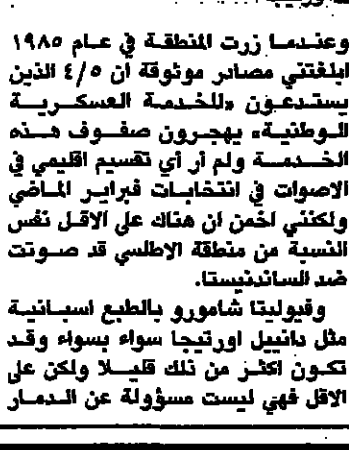 وعندما زرت المنطقة في عام ١٩٨٥
ابلغتني مصادر موثوقة ان ٤/٥ الذين
يستدعون «للخدمة العسكرية
الوطنية» يهجرون صفوف هذه
الخدمة ولم أر أي تقسيم اقليمي في
الاصوات في انتخابات فبراير الماضي
ولكنني اخمن ان هناك على الاقل نفس
النسبة من منطقة الاطلسي قد صوتت
ضد الساندنيستا.
وفيوليتا شامورو بالطبع اسبانية
مثل دانييل اورتيجا سواء بسواء وقد
تكون اكثر من ذلك قليلا ولكن على
الاقل فهي ليست مسؤولة عن الدمار